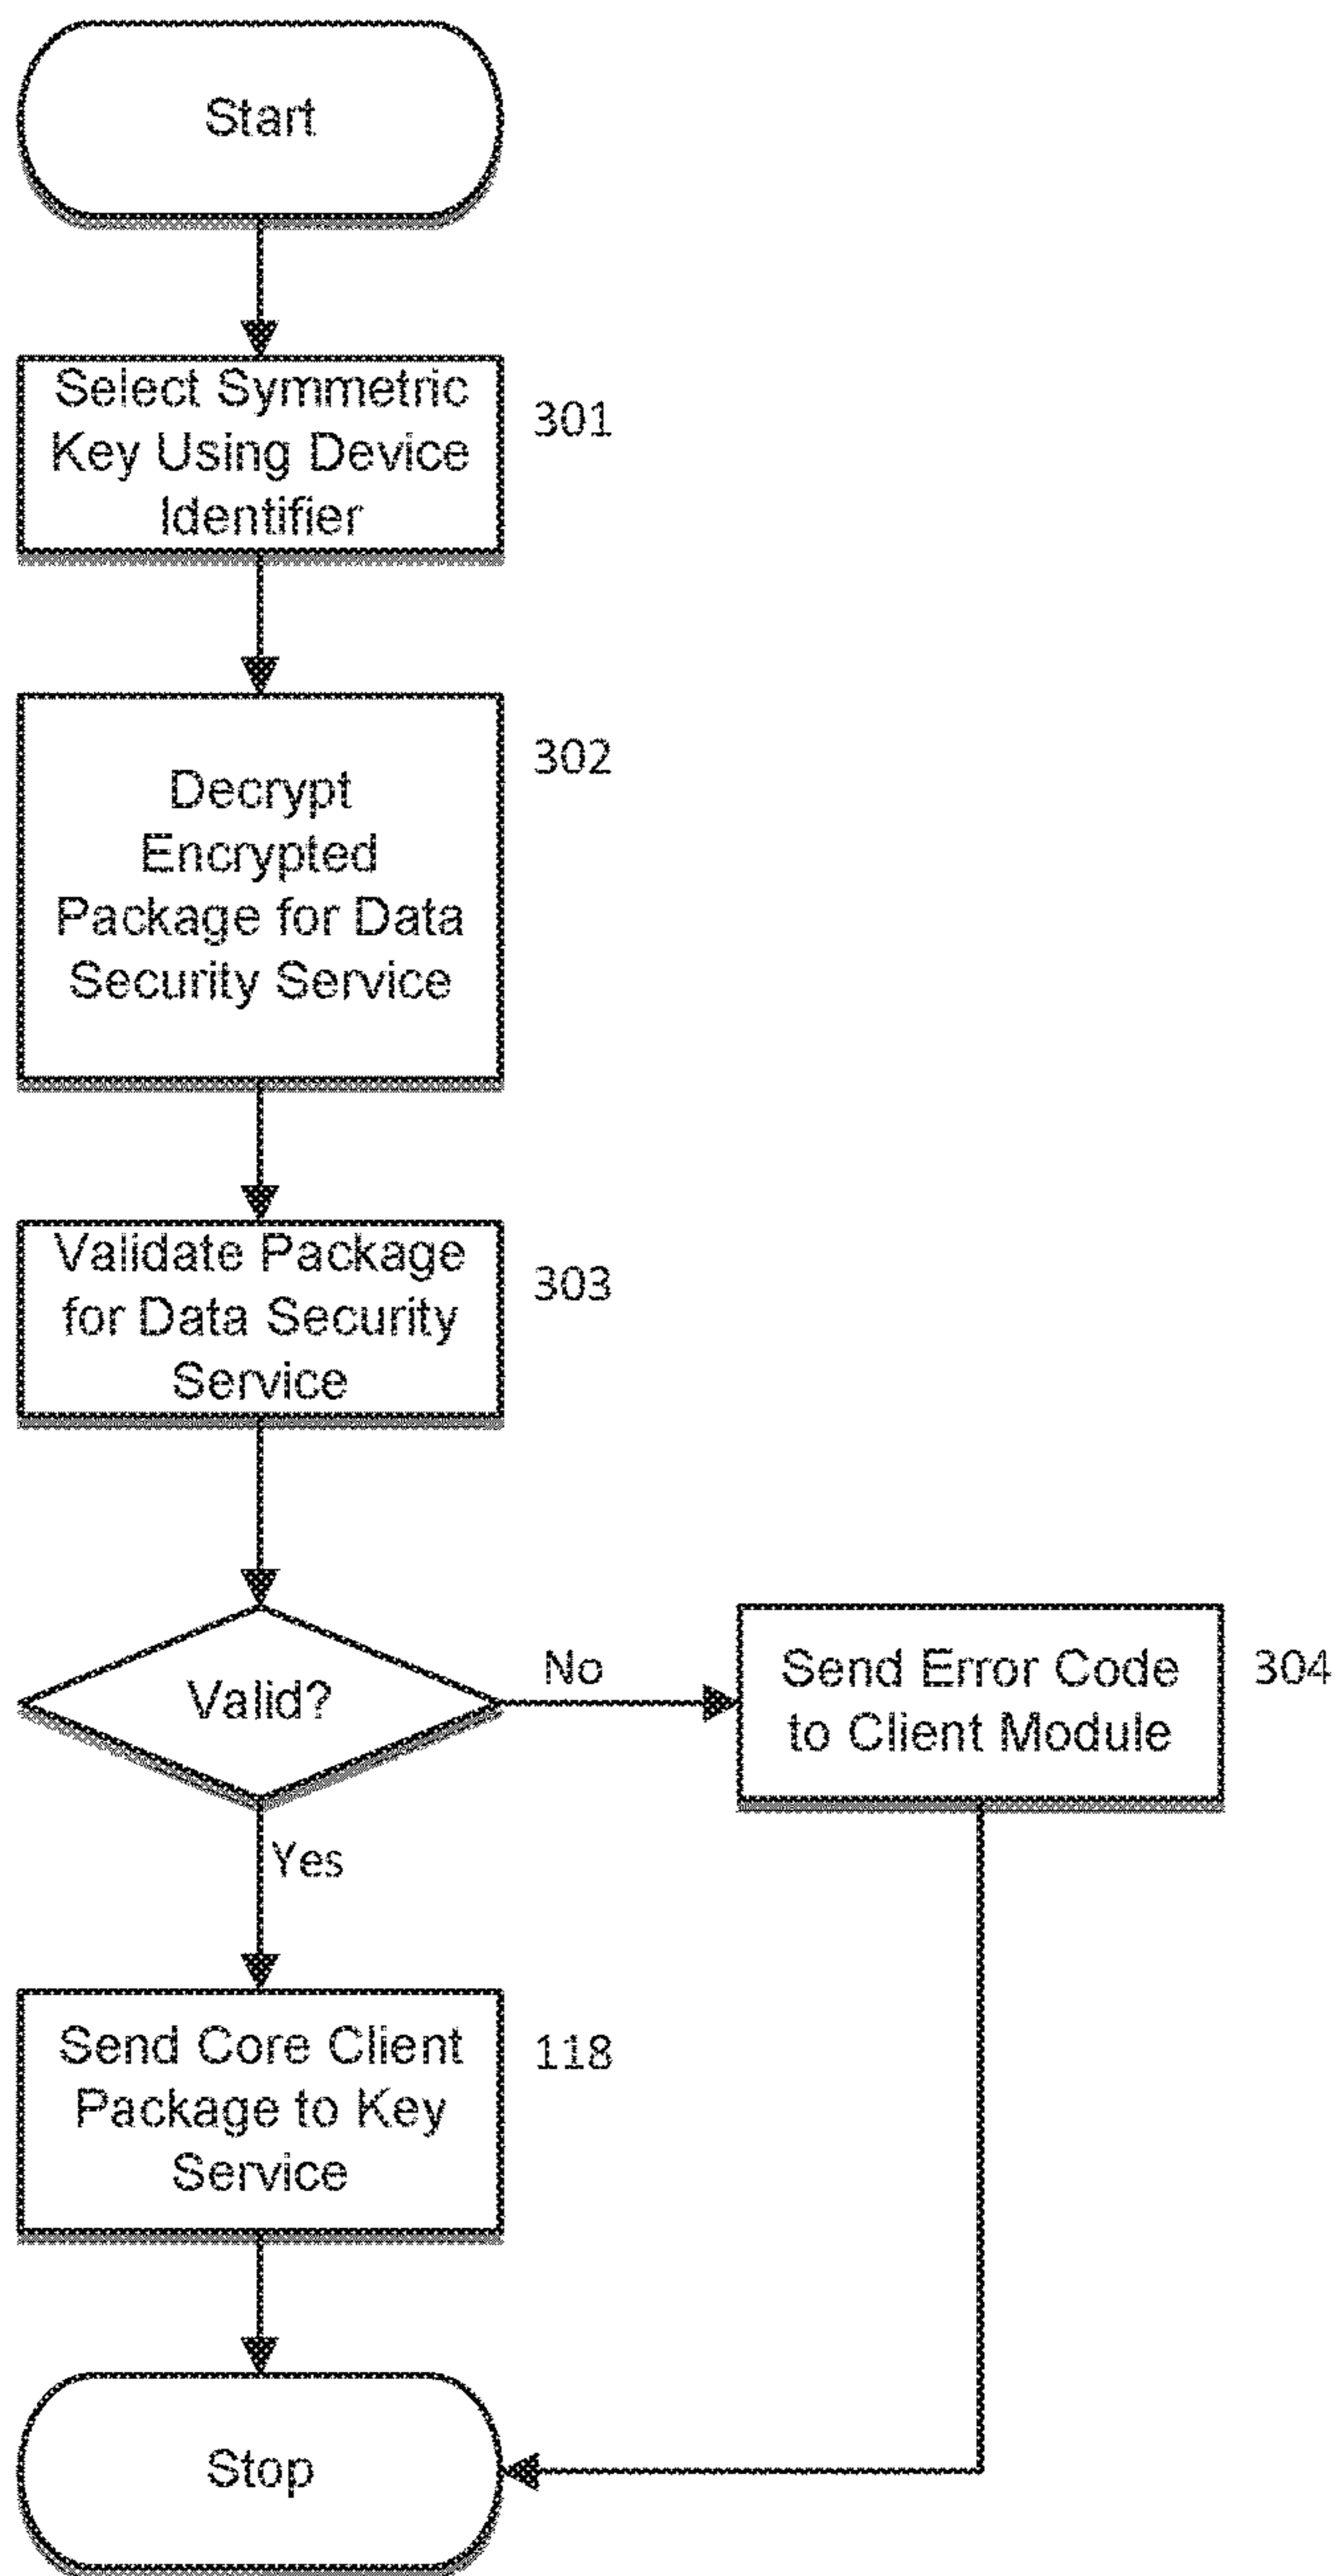 Start
Select Symmetric
Key Using Device
Identifier
301
Decrypt
Encrypted
Package for Data
Security Service
302
Validate Package
for Data Security
Service
303
Valid?
No
Send Error Code
to Client Module
304
Yes
Send Core Client
Package to Key
Service
118
Stop